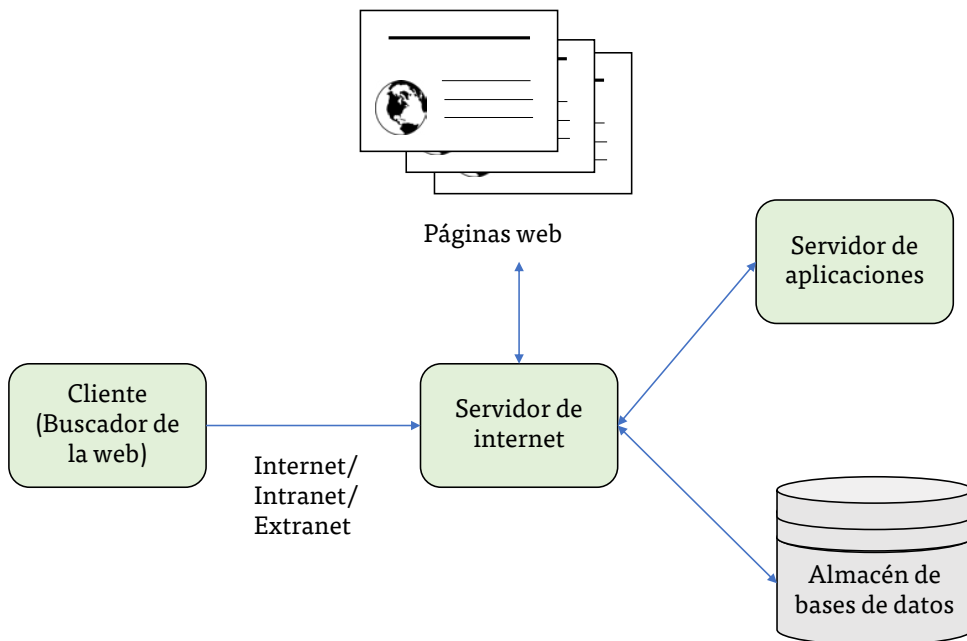 Páginas web
Servidor de
aplicaciones
Cliente
(Buscador de
la web)
Servidor de
internet
Internet/
Intranet/
Extranet
Almacén de
bases de datos